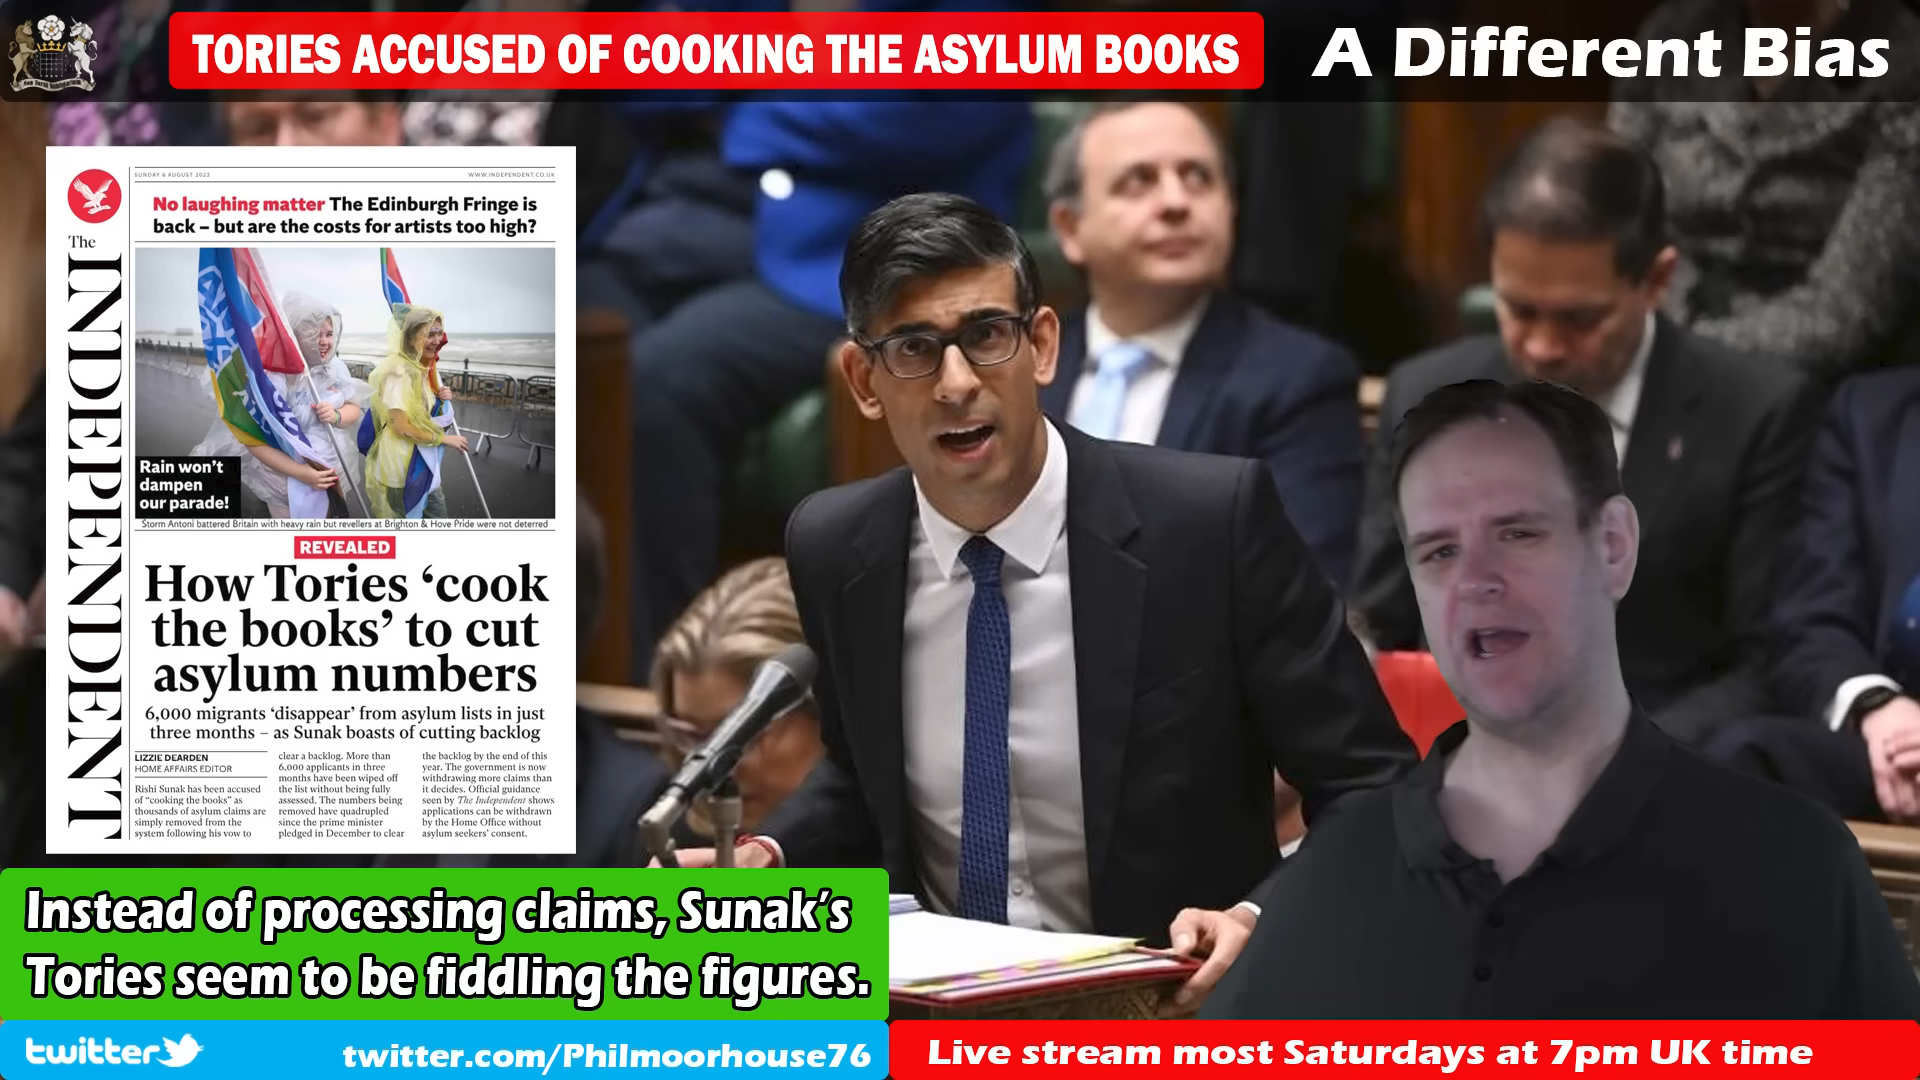 TORIES ACCUSED OF COOKING THE ASYLUM BOOKS
A Different Bias
SUNDAY 6 AUGUST 2023
WWW.INDEPENDENT.CO.UK
No laughing matter The Edinburgh Fringe is
back – but are the costs for artists too high?
The
INDEPENDENT
Rain won’t
dampen
our parade!
Storm Antoni battered Britain with heavy rain but revellers at Brighton & Hove Pride were not deterred
REVEALED
How Tories ‘cook
the books’ to cut
asylum numbers
6,000 migrants ‘disappear’ from asylum lists in just
three months – as Sunak boasts of cutting backlog
LIZZIE DEARDEN
HOME AFFAIRS EDITOR
Rishi Sunak has been accused
of “cooking the books” as
thousands of asylum claims are
simply removed from the
system following his vow to
clear a backlog. More than
6,000 applicants in three
months have been wiped off
the list without being fully
assessed. The numbers being
removed have quadrupled
since the prime minister
pledged in December to clear
the backlog by the end of this
year. The government is now
withdrawing more claims than
it decides. Official guidance
seen by The Independent shows
applications can be withdrawn
by the Home Office without
asylum seekers’ consent.
Instead of processing claims, Sunak’s
Tories seem to be fiddling the figures.
twitter
twitter.com/Philmoorhouse76
Live stream most Saturdays at 7pm UK time